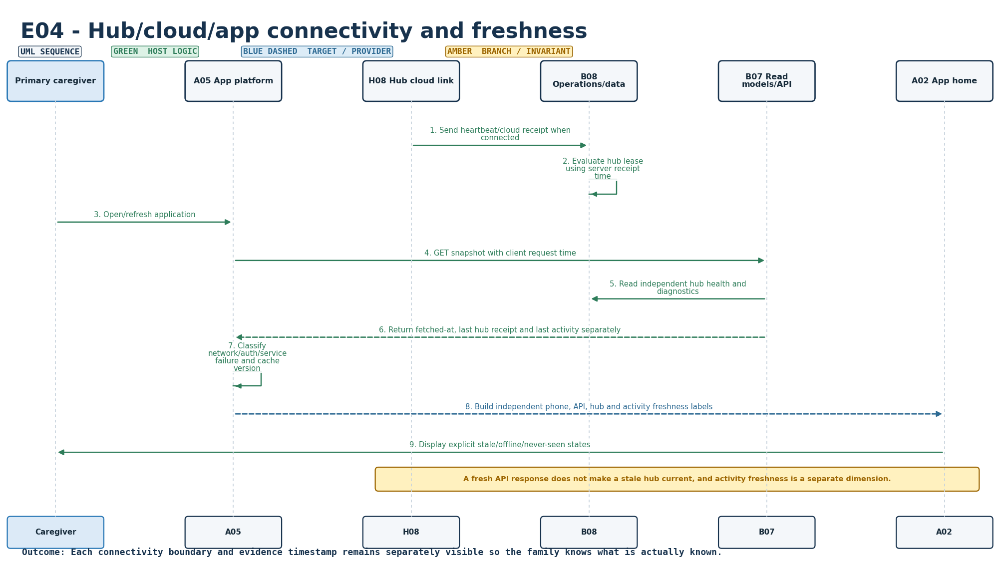 E04 - Hub/cloud/app connectivity and freshness
UML SEQUENCE
GREEN  HOST LOGIC
BLUE DASHED  TARGET / PROVIDER
AMBER  BRANCH / INVARIANT
Primary caregiver
A05 App platform
H08 Hub cloud link
B08
Operations/data
B07 Read
models/API
A02 App home
1. Send heartbeat/cloud receipt when
connected
2. Evaluate hub lease
using server receipt
time
3. Open/refresh application
4. GET snapshot with client request time
5. Read independent hub health and
diagnostics
6. Return fetched-at, last hub receipt and last activity separately
7. Classify
network/auth/service
failure and cache
version
8. Build independent phone, API, hub and activity freshness labels
9. Display explicit stale/offline/never-seen states
A fresh API response does not make a stale hub current, and activity freshness is a separate dimension.
Caregiver
A05
H08
B08
B07
A02
Outcome: Each connectivity boundary and evidence timestamp remains separately visible so the family knows what is actually known.